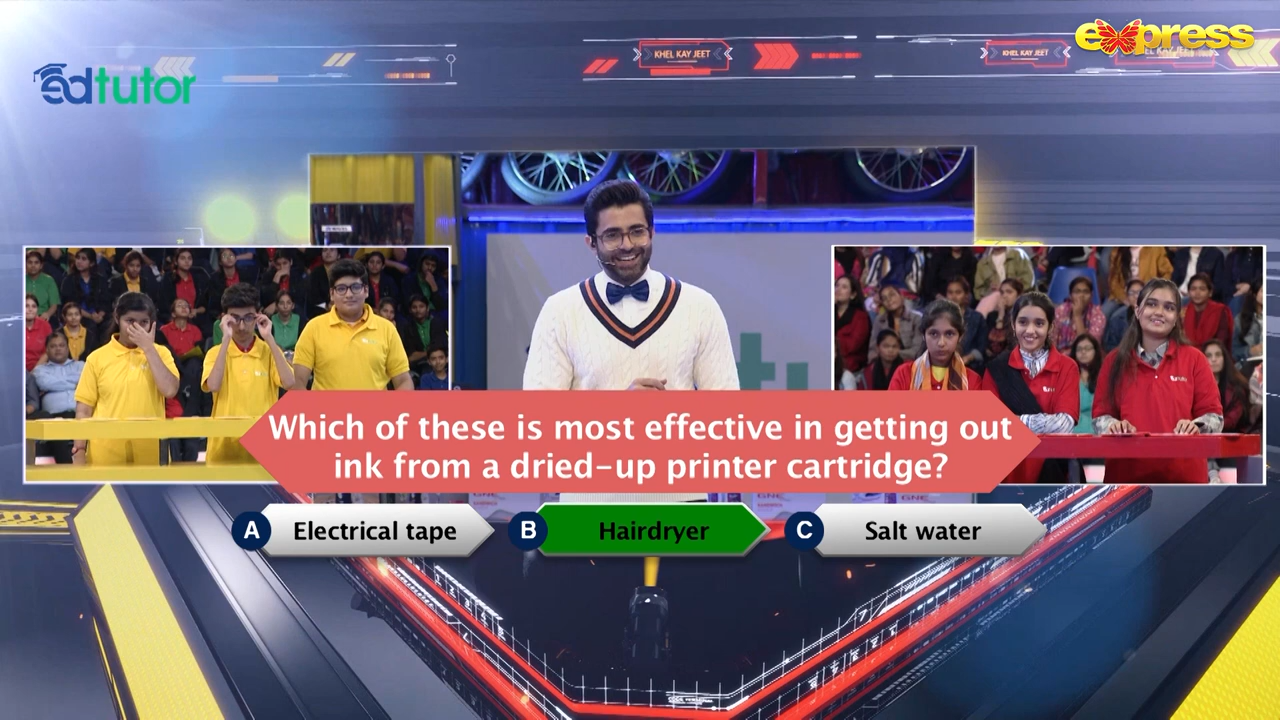 KHEL KAY JEET
KHEL KAY JEET
express
edtutor
Which of these is most effective in getting out
ink from a dried-up printer cartridge?
A Electrical tape
B Hairdryer
C Salt water